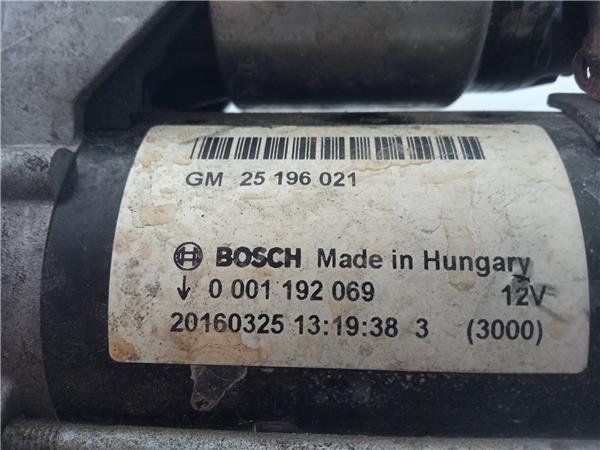 GM 25 196 021
BOSCH Made in Hungary
0 001 192 069 12V
20160325 13:19:38 3 (3000)